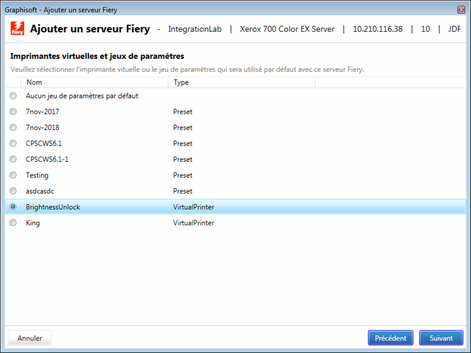 Graphisoft - Ajouter un serveur Fiery
Fiery Ajouter un serveur Fiery - IntegrationLab | Xerox 700 Color EX Server | 10.210.116.38 | 10 | JDF
Imprimantes virtuelles et jeux de paramètres
Veuillez sélectionner l'imprimante vituelle ou le jeu de paramètres qui sera utilisé par défaut avec ce serveur Fiery.
Nom Type
Aucun jeu de paramètres par défaut
7nov-2017 Preset
7nov-2018 Preset
CPSCWS6.1 Preset
CPSCWS6.1-1 Preset
Testing Preset
asdcasdc Preset
BrightnessUnlock VirtualPrinter
King VirtualPrinter
Annuler Précédent Suivant